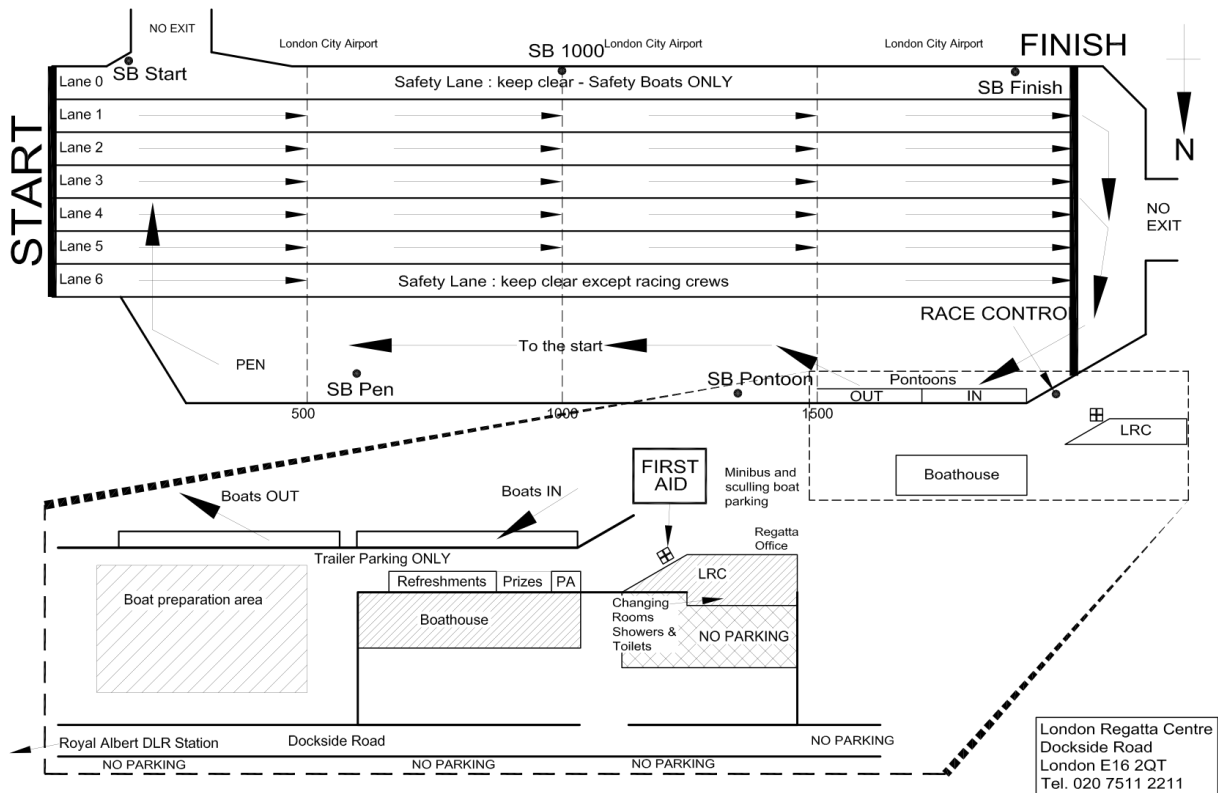 NO EXIT
London City Airport
SB 1000
London City Airport
London City Airport
FINISH
SB Start
SB Finish
START
N
Lane 0
Safety Lane : keep clear - Safety Boats ONLY
Lane 1
Lane 2
Lane 3
Lane 4
Lane 5
Lane 6
Safety Lane : keep clear except racing crews
NO
EXIT
RACE CONTROL
To the start
PEN
SB Pen
SB Pontoon
Pontoons
OUT
IN
500
1000
1500
LRC
Boathouse
FIRST
AID
Minibus and
sculling boat
parking
Boats OUT
Boats IN
Regatta
Office
Trailer Parking ONLY
Refreshments
Prizes
PA
LRC
Boat preparation area
Boathouse
Changing
Rooms
Showers &
Toilets
NO PARKING
Royal Albert DLR Station
Dockside Road
NO PARKING
NO PARKING
NO PARKING
NO PARKING
London Regatta Centre
Dockside Road
London E16 2QT
Tel. 020 7511 2211